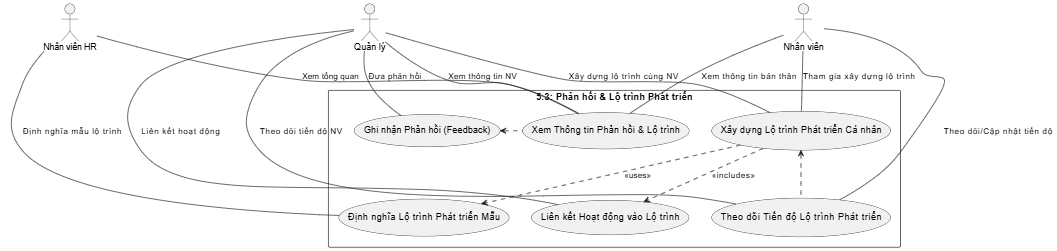 Nhân viên HR
Quản lý
Nhân viên
Xem tổng quan
Đưa phản hồi
Xem thông tin NV
Xây dựng lộ trình cùng NV
Xem thông tin bản thân
Tham gia xây dựng lộ trình
5.3: Phản hồi & Lộ trình Phát triển
Định nghĩa mẫu lộ trình
Liên kết hoạt động
Theo dõi tiến độ NV
Ghi nhận Phản hồi (Feedback)
Xem Thông tin Phản hồi & Lộ trình
Xây dựng Lộ trình Phát triển Cá nhân
Theo dõi/Cập nhật tiến độ
«uses»
«includes»
Định nghĩa Lộ trình Phát triển Mẫu
Liên kết Hoạt động vào Lộ trình
Theo dõi Tiến độ Lộ trình Phát triển